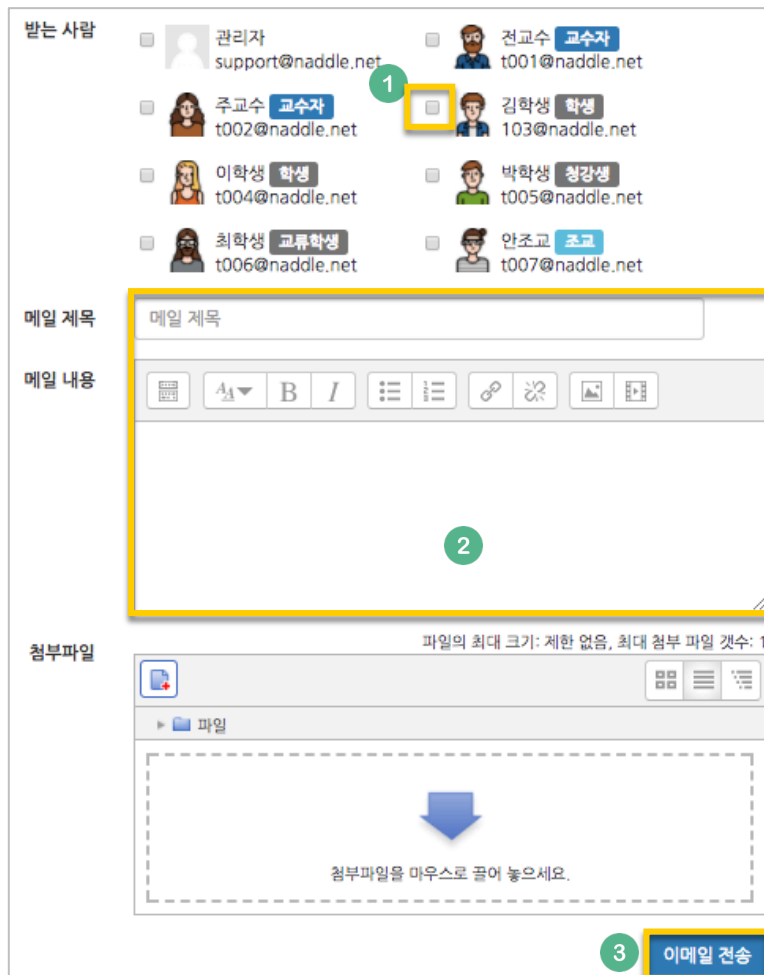 받는 사람
관리자
support@naddle.net
전교수 교수자
t001@naddle.net
1
주교수 교수자
t002@naddle.net
김학생 학생
103@naddle.net
이학생 학생
t004@naddle.net
박학생 청강생
t005@naddle.net
최학생 교류학생
t006@naddle.net
안조교 조교
t007@naddle.net
메일 제목
메일 제목
메일 내용
B I
2
파일의 최대 크기: 제한 없음, 최대 첨부 파일 갯수: 1
첨부파일
파일
첨부파일을 마우스로 끌어 놓으세요.
3 이메일 전송